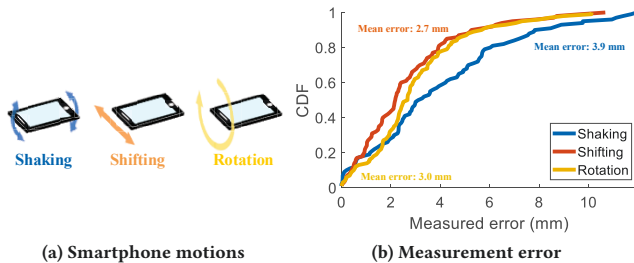 Shaking
Shifting
Rotation
(a) Smartphone motions
1
0.8
0.6
0.4
0.2
0
CDF
Mean error: 2.7 mm
Mean error: 3.9 mm
Mean error: 3.0 mm
Shaking
Shifting
Rotation
0 2 4 6 8 10
Measured error (mm)
(b) Measurement error